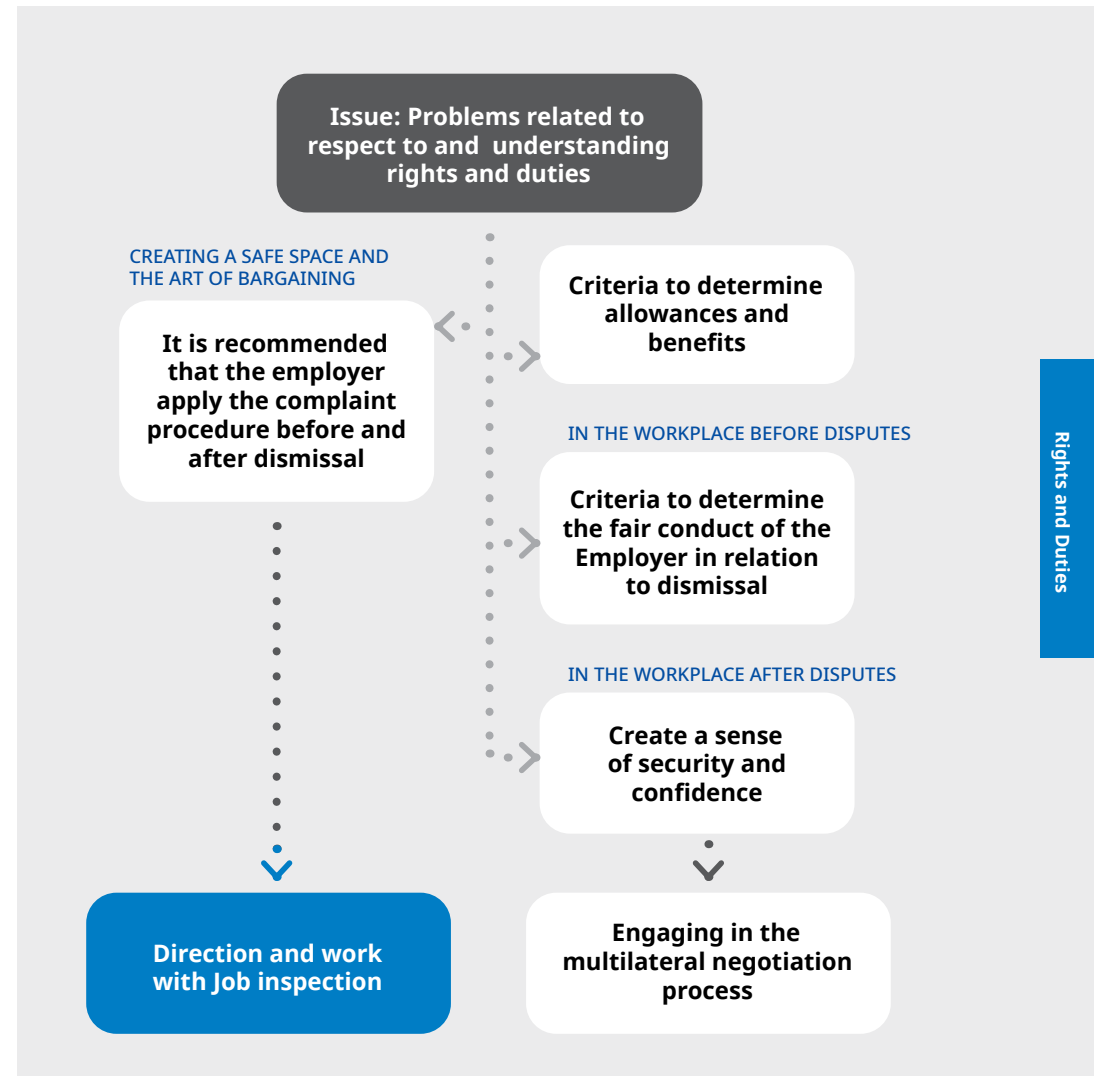 Issue: Problems related to
respect to and understanding
rights and duties
CREATING A SAFE SPACE AND
THE ART OF BARGAINING
It is recommended
that the employer
apply the complaint
procedure before and
after dismissal
Criteria to determine
allowances and
benefits
IN THE WORKPLACE BEFORE DISPUTES
Criteria to determine
the fair conduct of the
Employer in relation
to dismissal
IN THE WORKPLACE AFTER DISPUTES
Create a sense
of security and
confidence
Direction and work
with Job inspection
Engaging in the
multilateral negotiation
process
Rights and Duties